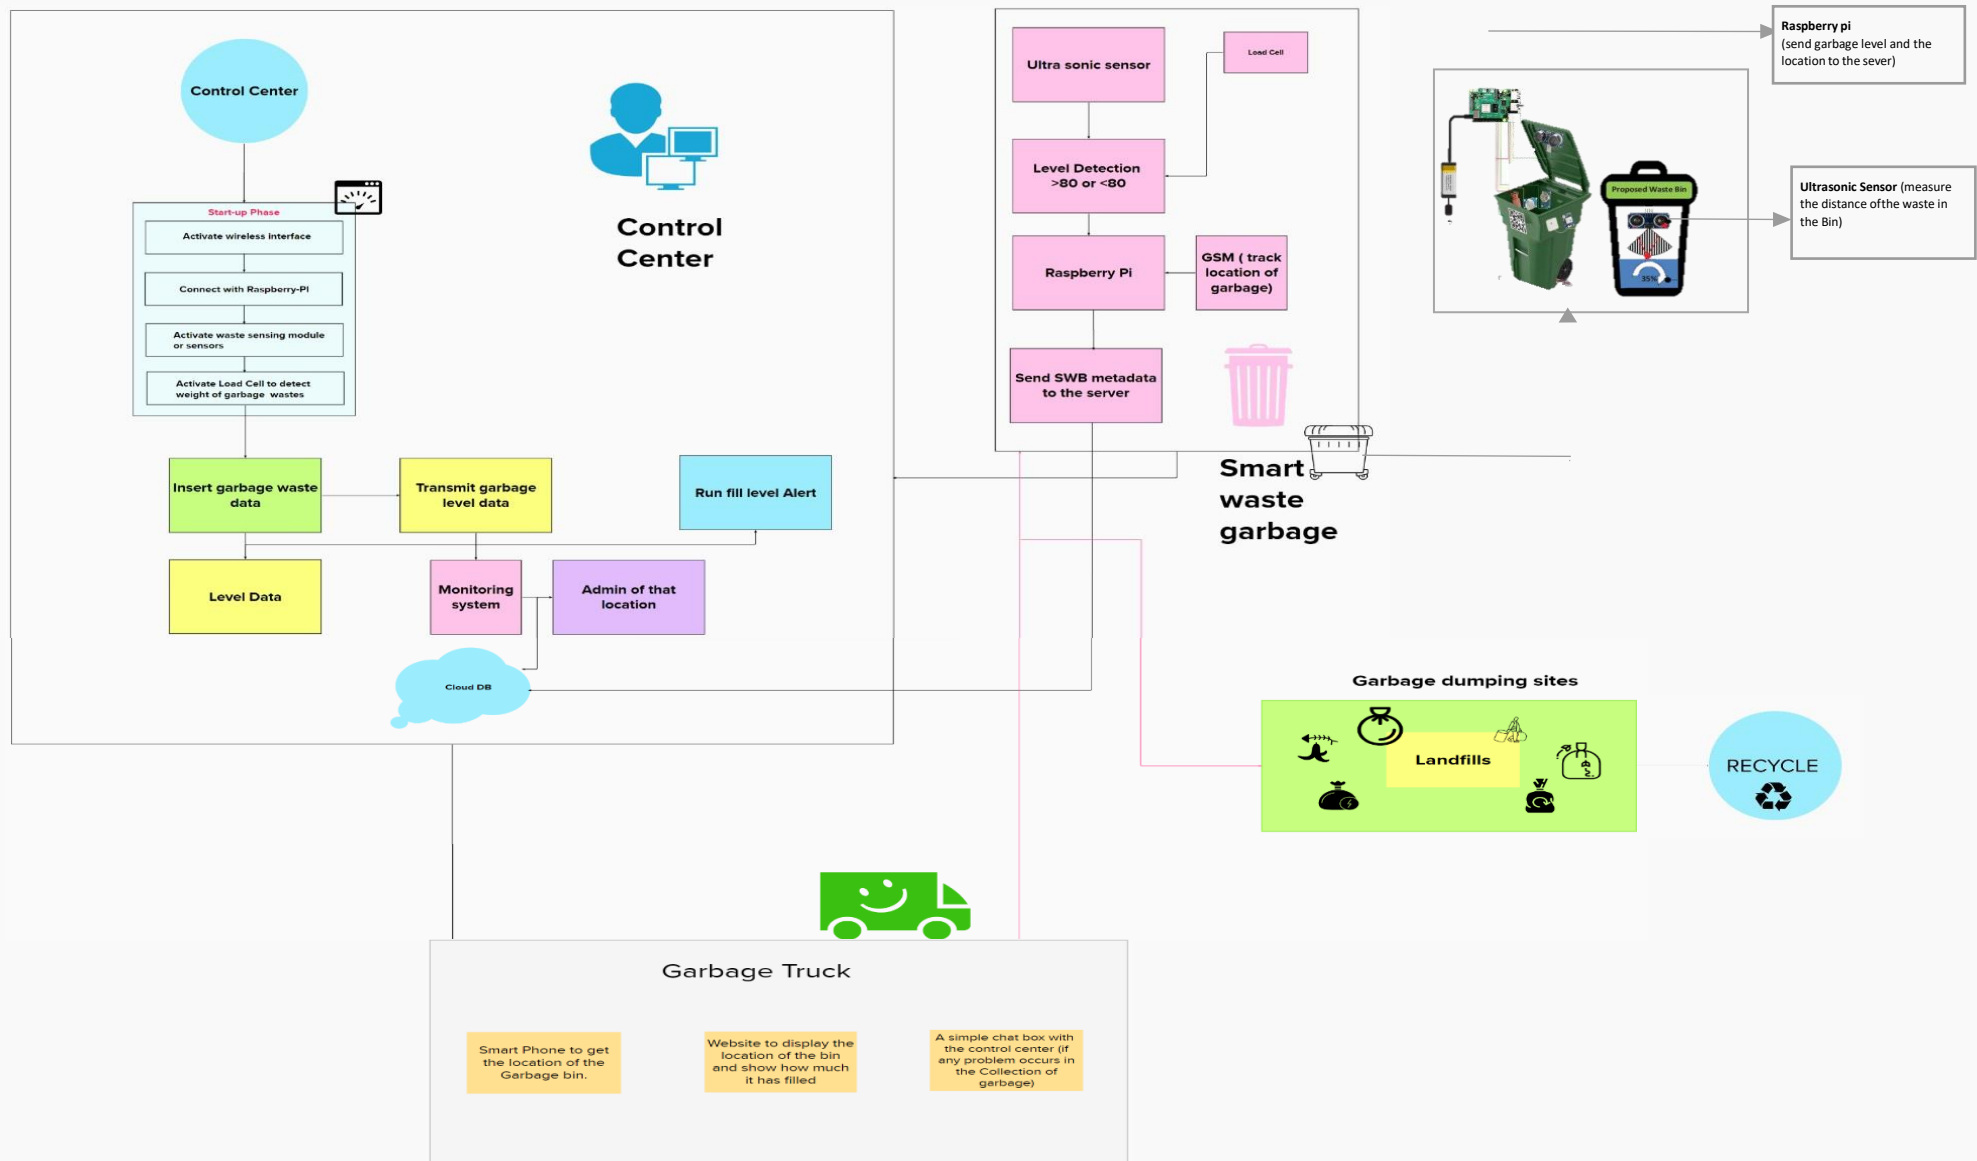 Control Center
Start-up Phase
Activate wireless interface
Connect with Raspberry-PI
Activate waste sensing module
or sensors
Activate Load Cell to detect
weight of garbage wastes
Control
Center
Insert garbage waste
data
Transmit garbage
level data
Run fill level Alert
Level Data
Monitoring
system
Admin of that
location
Cloud DB
Ultra sonic sensor
Load Cell
Level Detection
>80 or <80
Raspberry Pi
GSM ( track
location of
garbage)
Send SWB metadata
to the server
Smart
waste
garbage
Raspberry pi
(send garbage level and the
location to the sever)
Proposed Waste Bin
35%
Ultrasonic Sensor (measure
the distance ofthe waste in
the Bin)
Garbage dumping sites
Landfills
RECYCLE
Garbage Truck
Smart Phone to get
the location of the
Garbage bin.
Website to display the
location of the bin
and show how much
it has filled
A simple chat box with
the control center (if
any problem occurs in
the Collection of
garbage)